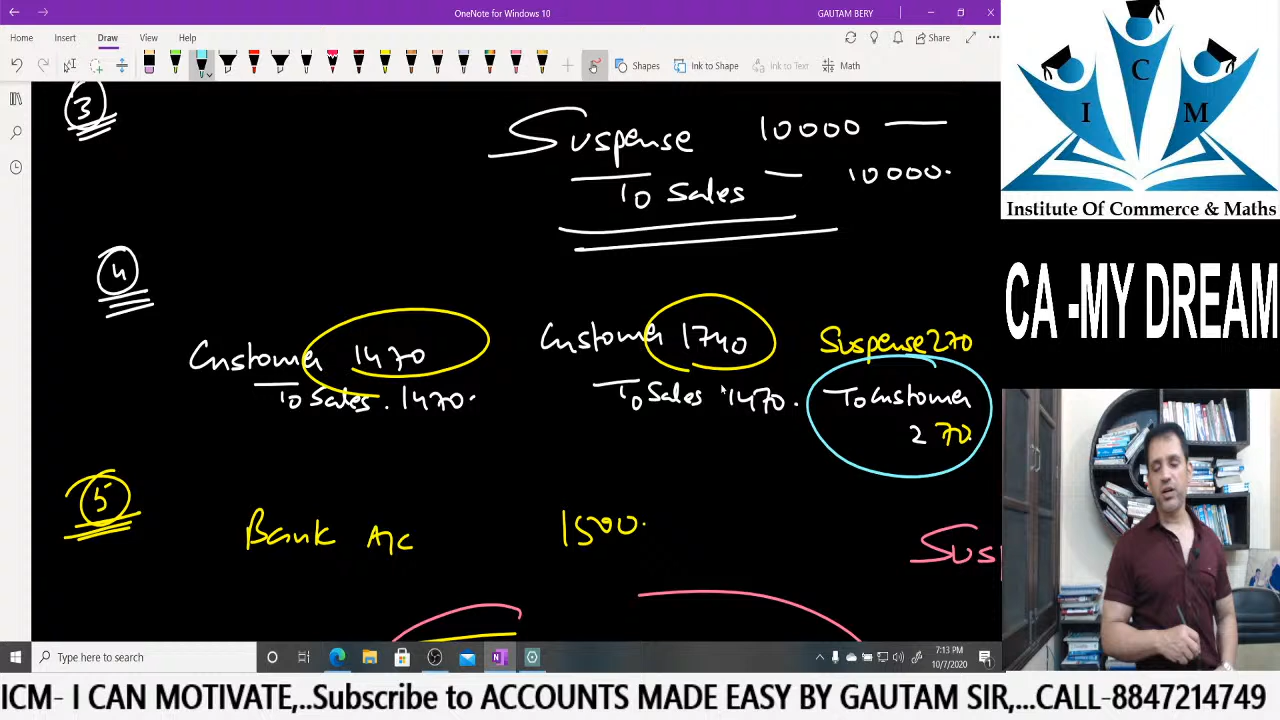 OneNote for Windows 10
GAUTAM BERY
Home Insert Draw View Help
Share
Shapes
Ink to Shape
Ink to Text
Math
3
Suspense 10000 —
To Sales — 10000.
4
Customer 1470
To Sales. 1470.
Customer 1740
To Sales 1470.
Suspense 270
To customer
270.
5
Bank A/c 1500.
Sus
I C M
Institute Of Commerce & Maths
CA -MY DREAM
Type here to search
7:13 PM
10/7/2020
1
ICM- I CAN MOTIVATE,..Subscribe to ACCOUNTS MADE EASY BY GAUTAM SIR,...CALL-8847214749